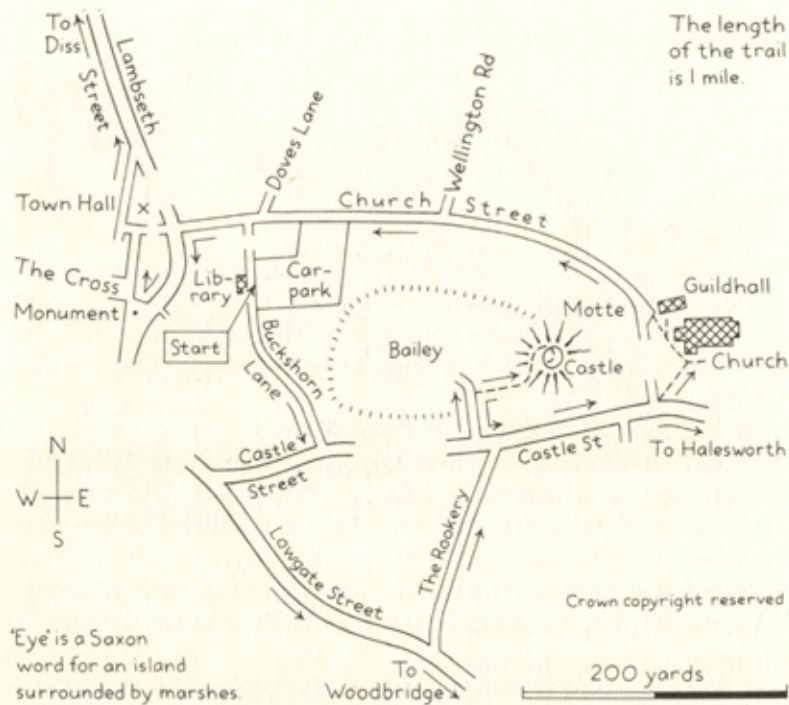 To
Diss
Lambseth
Street
The length
of the trail
is 1 mile.
Doves Lane
Wellington Rd
Church Street
Town Hall
x
The Cross
Monument
Lib-
rary
Car-
park
Start
Buckshorn
Lane
Bailey
Motte
Castle
Guildhall
Church
Castle
Street
Castle St
To Halesworth
N
W E
S
Lowgate Street
The Rookery
Crown copyright reserved
'Eye' is a Saxon
word for an island
surrounded by marshes.
To
Woodbridge
200 yards